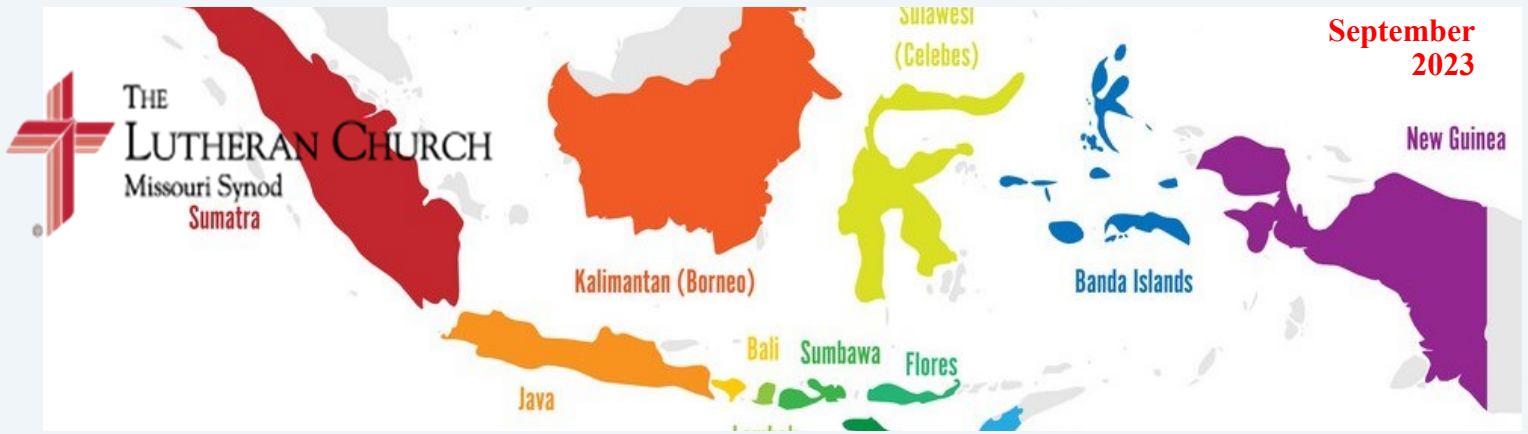 September
2023
THE
LUTHERAN CHURCH
Missouri Synod
®
Sumatra
Kalimantan (Borneo)
Sulawesi
(Celebes)
Banda Islands
New Guinea
Java
Bali
Sumbawa
Flores